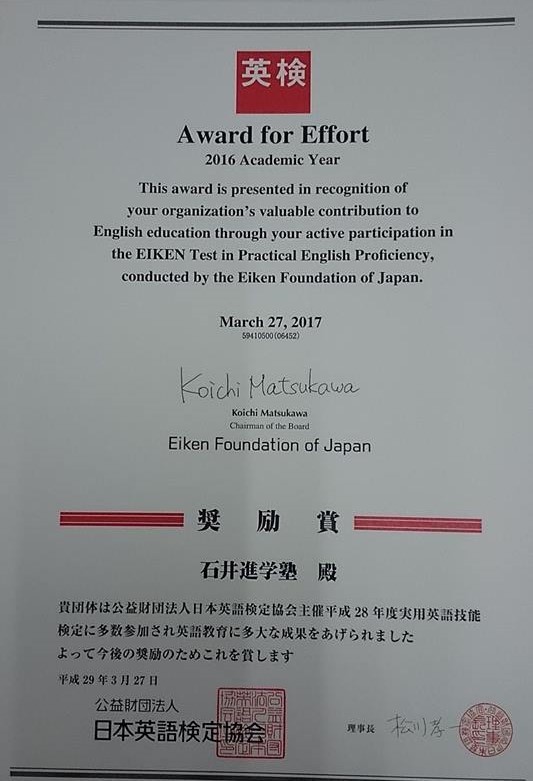 英検
Award for Effort
2016 Academic Year
This award is presented in recognition of
your organization's valuable contribution to
English education through your active participation in
the EIKEN Test in Practical English Proficiency,
conducted by the Eiken Foundation of Japan.
March 27, 2017
59410500(06452)
Koichi Matsukawa
Koichi Matsukawa
Chairman of the Board
Eiken Foundation of Japan
奨励賞
石井進学塾 殿
貴団体は公益財団法人日本英語検定協会主催平成28年度実用英語技能
検定に多数参加され英語教育に多大な成果をあげられました
よって今後の奨励のためこれを賞します
平成29年3月27日
公益財団法人
日本英語検定協会
理事長 松川孝一